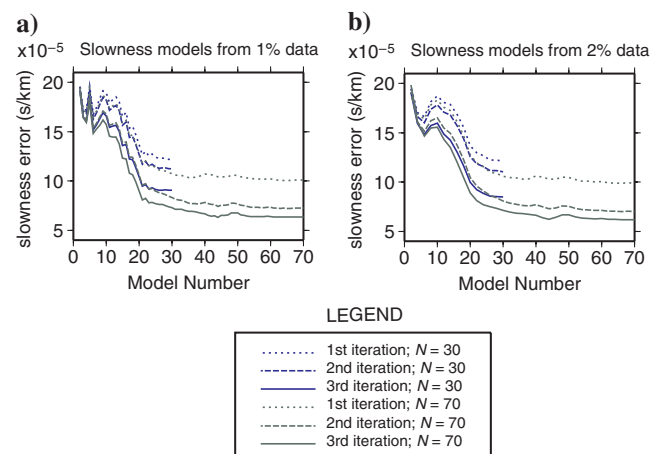 a)
x10⁻⁵ Slowness models from 1% data
slowness error (s/km)
20
15
10
5
0 10 20 30 40 50 60 70
Model Number
b)
x10⁻⁵ Slowness models from 2% data
slowness error (s/km)
20
15
10
5
0 10 20 30 40 50 60 70
Model Number
LEGEND
1st iteration; N = 30
2nd iteration; N = 30
3rd iteration; N = 30
1st iteration; N = 70
2nd iteration; N = 70
3rd iteration; N = 70